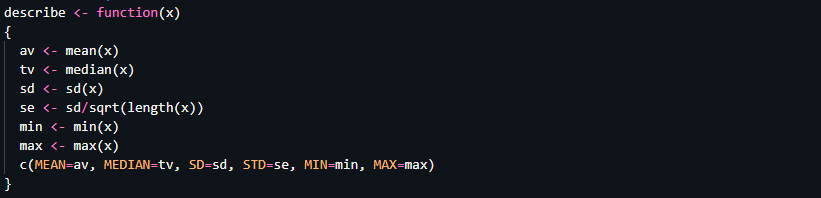 describe <- function(x)
{
  av <- mean(x)
  tv <- median(x)
  sd <- sd(x)
  se <- sd/sqrt(length(x))
  min <- min(x)
  max <- max(x)
  c(MEAN=av, MEDIAN=tv, SD=sd, STD=se, MIN=min, MAX=max)
}